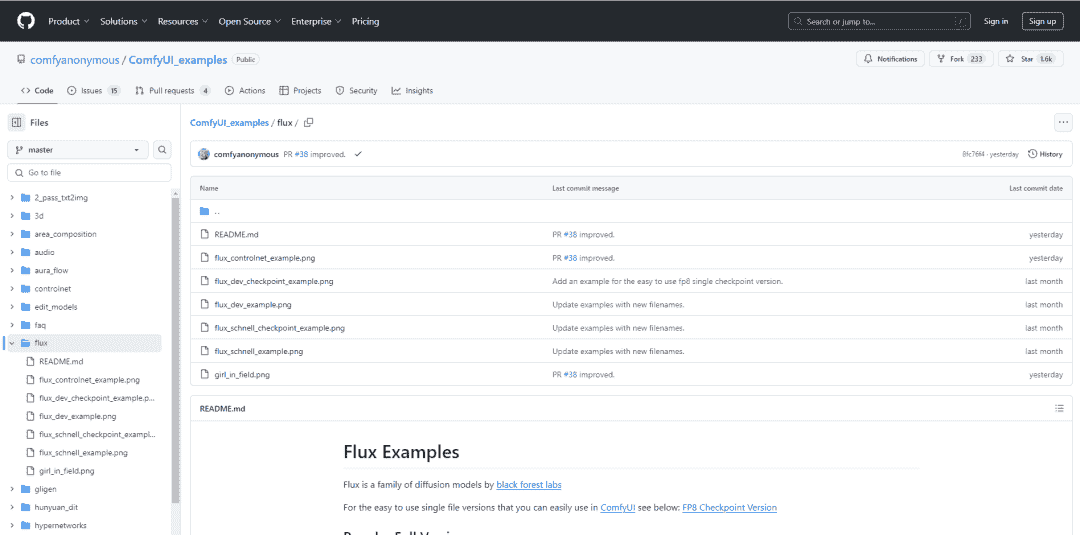 Product Solutions Resources Open Source Enterprise Pricing Search or jump to... / Sign in Sign up
comfyanonymous / ComfyUI_examples Public Notifications Fork 233 Star 1.6k
Code Issues 15 Pull requests 4 Actions Projects Security Insights
Files
master
Go to file
2_pass_txt2img
3d
area_composition
audio
aura_flow
controlnet
edit_models
faq
flux
README.md
flux_controlnet_example.png
flux_dev_checkpoint_example.p...
flux_dev_example.png
flux_schnell_checkpoint_exampl...
flux_schnell_example.png
girl_in_field.png
gligen
hunyuan_dit
hypernetworks
ComfyUI_examples / flux /
comfyanonymous PR #38 improved. 0fc76f4 · yesterday History
Name Last commit message Last commit date
..
README.md PR #38 improved. yesterday
flux_controlnet_example.png PR #38 improved. yesterday
flux_dev_checkpoint_example.png Add an example for the easy to use fp8 single checkpoint version. last month
flux_dev_example.png Update examples with new filenames. last month
flux_schnell_checkpoint_example.png Update examples with new filenames. last month
flux_schnell_example.png Update examples with new filenames. last month
girl_in_field.png PR #38 improved. yesterday
README.md
Flux Examples
Flux is a family of diffusion models by black forest labs
For the easy to use single file versions that you can easily use in ComfyUI see below: FP8 Checkpoint Version